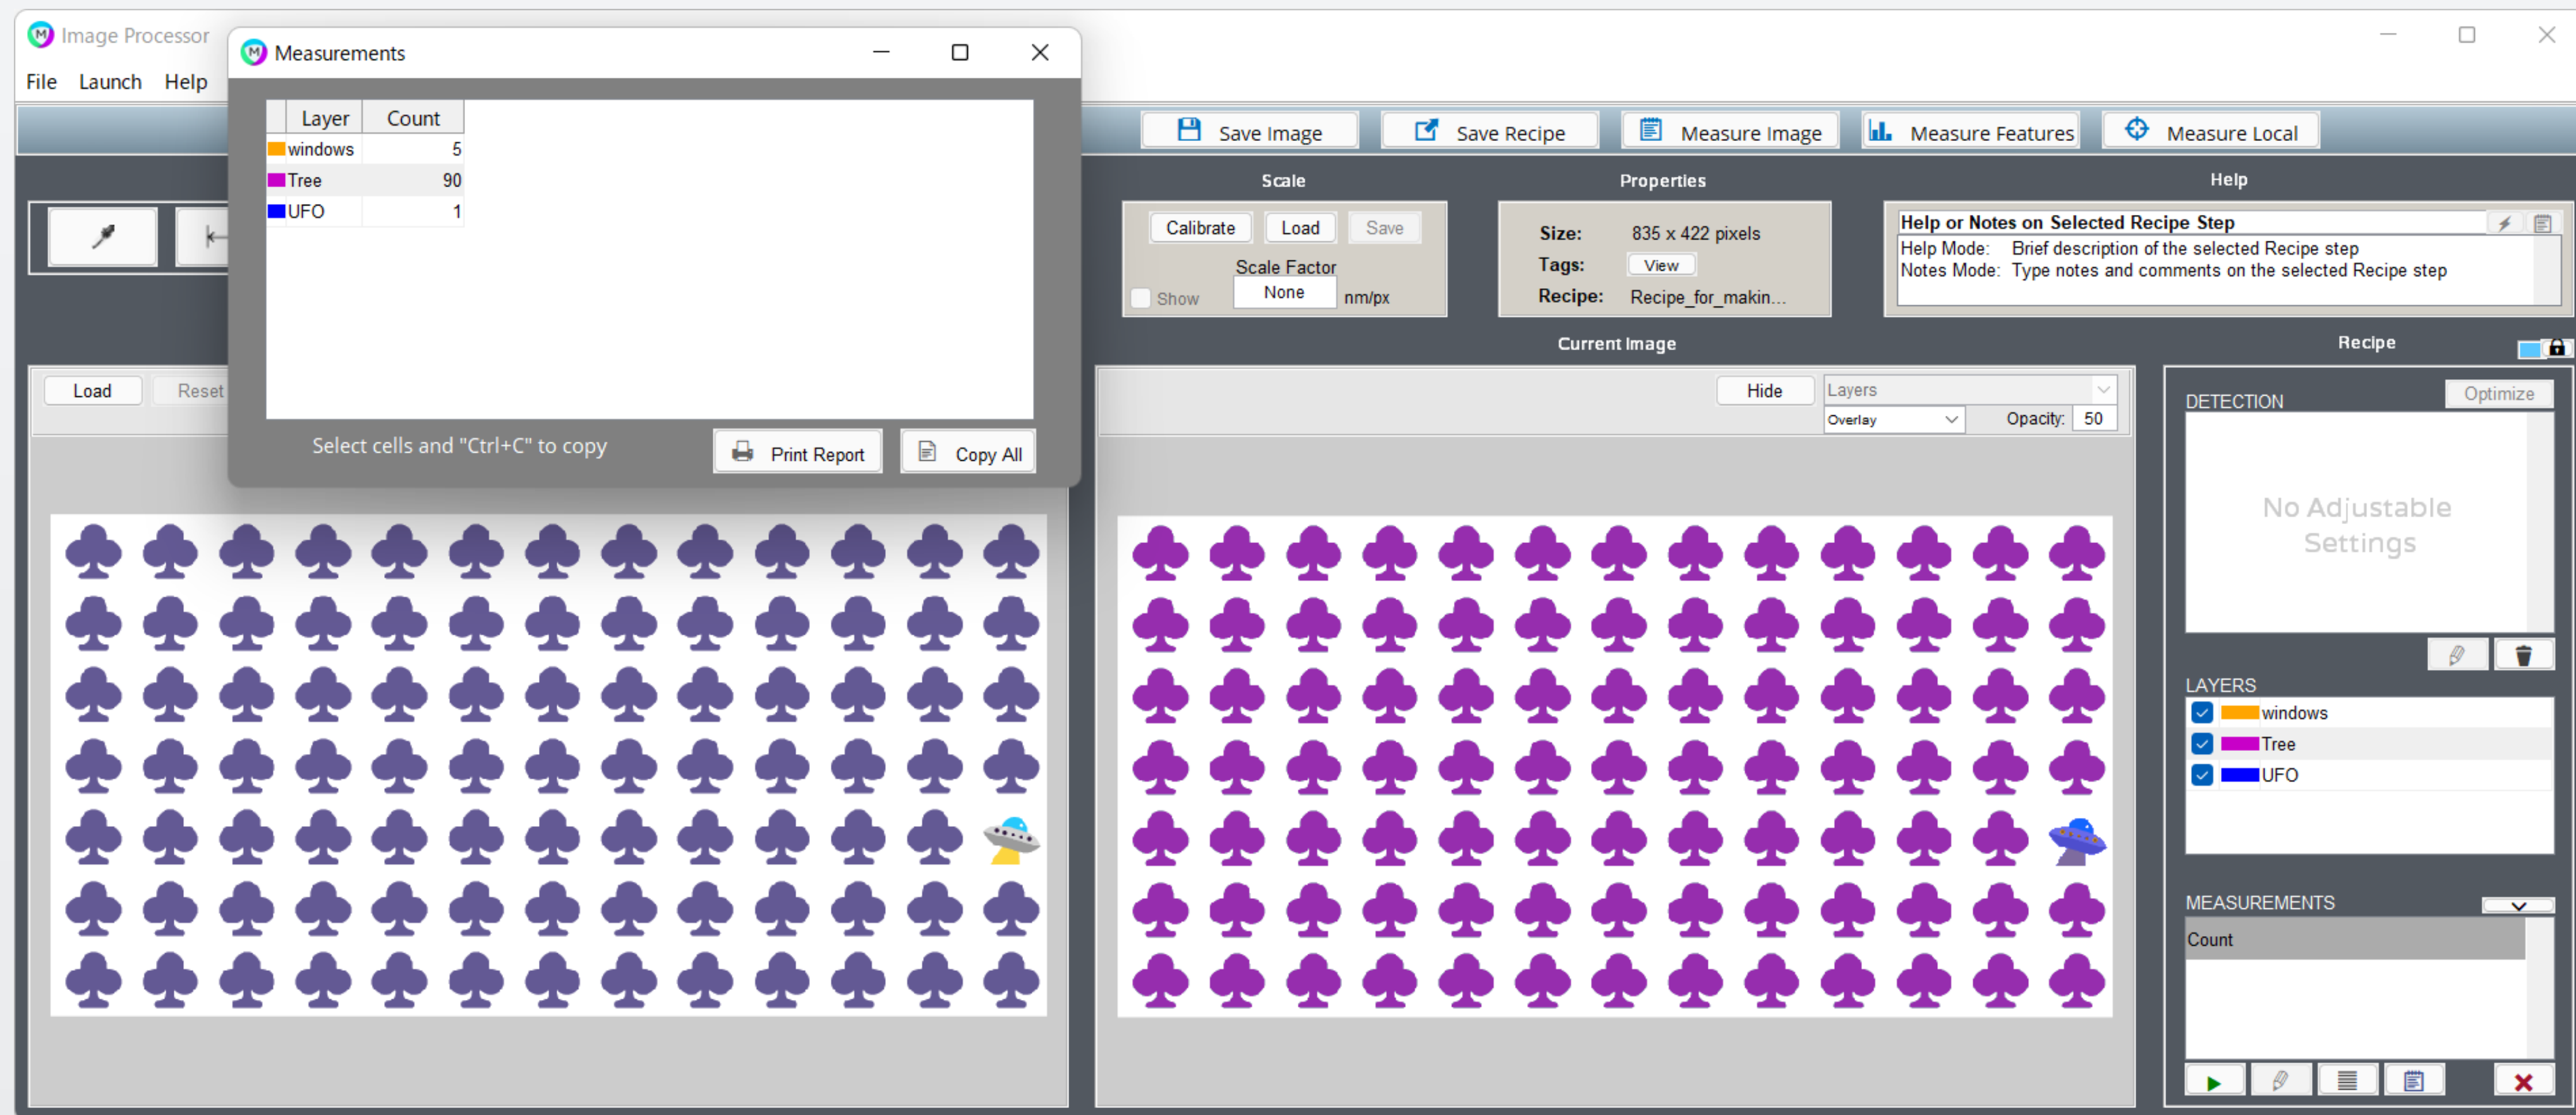 Image Processor
File Launch Help
Measurements
Layer Count
windows 5
Tree 90
UFO 1
Select cells and "Ctrl+C" to copy
Print Report
Copy All
Save Image
Save Recipe
Measure Image
Measure Features
Measure Local
Scale
Calibrate Load Save
Scale Factor
Show None nm/px
Properties
Size: 835 x 422 pixels
Tags: View
Recipe: Recipe_for_makin...
Help
Help or Notes on Selected Recipe Step
Help Mode: Brief description of the selected Recipe step
Notes Mode: Type notes and comments on the selected Recipe step
Load Reset
Current Image
Hide Layers
Overlay Opacity: 50
Recipe
DETECTION Optimize
No Adjustable
Settings
LAYERS
windows
Tree
UFO
MEASUREMENTS
Count